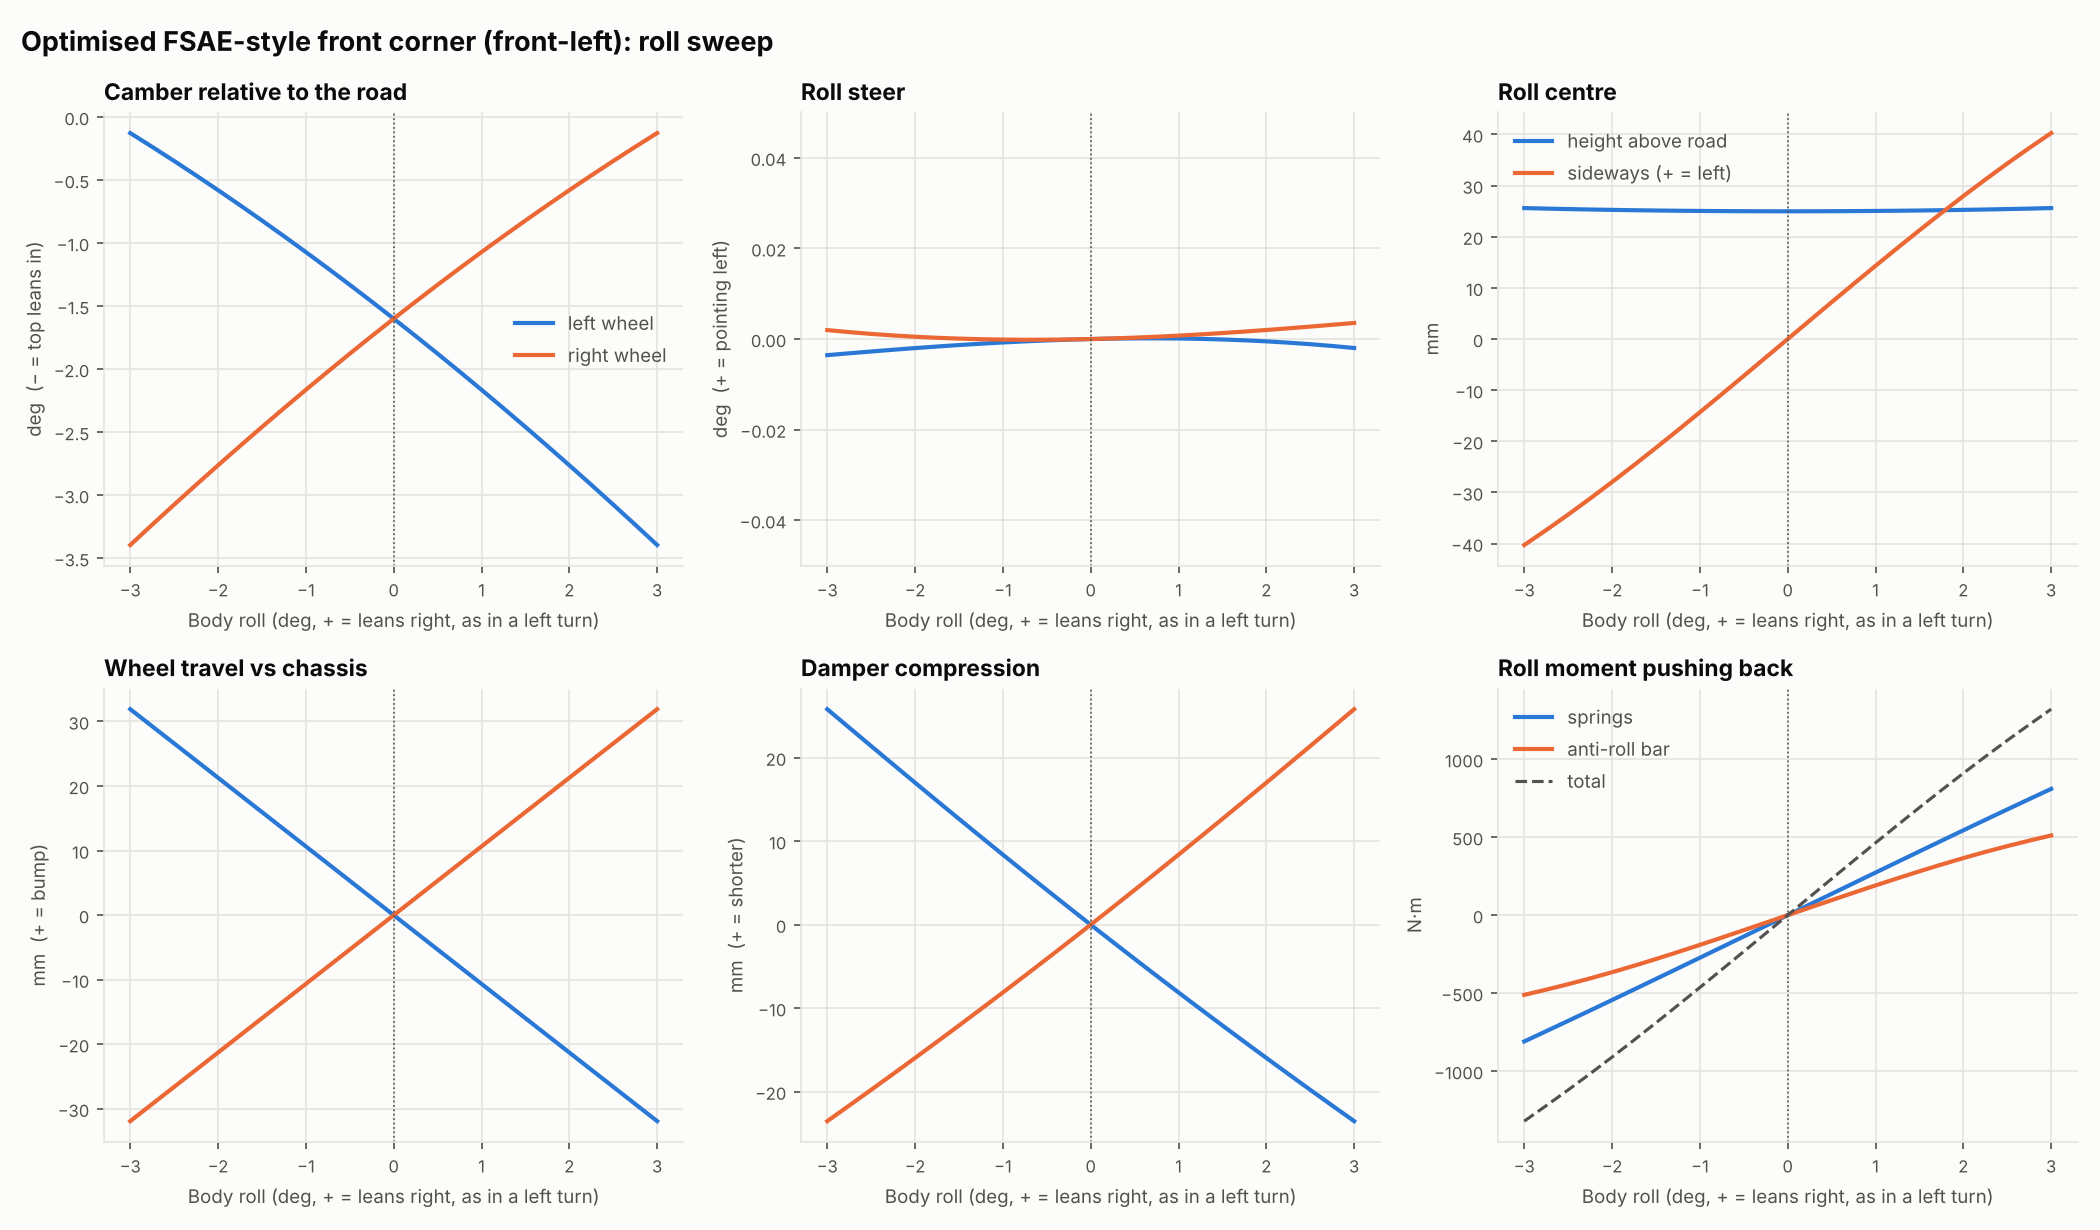 Optimised FSAE-style front corner (front-left): roll sweep
Camber relative to the road
deg (− = top leans in)
0.0
−0.5
−1.0
−1.5
−2.0
−2.5
−3.0
−3.5
left wheel
right wheel
−3 −2 −1 0 1 2 3
Body roll (deg, + = leans right, as in a left turn)
Roll steer
deg (+ = pointing left)
0.04
0.02
0.00
−0.02
−0.04
−3 −2 −1 0 1 2 3
Body roll (deg, + = leans right, as in a left turn)
Roll centre
mm
40
30
20
10
0
−10
−20
−30
−40
height above road
sideways (+ = left)
−3 −2 −1 0 1 2 3
Body roll (deg, + = leans right, as in a left turn)
Wheel travel vs chassis
mm (+ = bump)
30
20
10
0
−10
−20
−30
−3 −2 −1 0 1 2 3
Body roll (deg, + = leans right, as in a left turn)
Damper compression
mm (+ = shorter)
20
10
0
−10
−20
−3 −2 −1 0 1 2 3
Body roll (deg, + = leans right, as in a left turn)
Roll moment pushing back
N·m
1000
500
0
−500
−1000
springs
anti-roll bar
total
−3 −2 −1 0 1 2 3
Body roll (deg, + = leans right, as in a left turn)